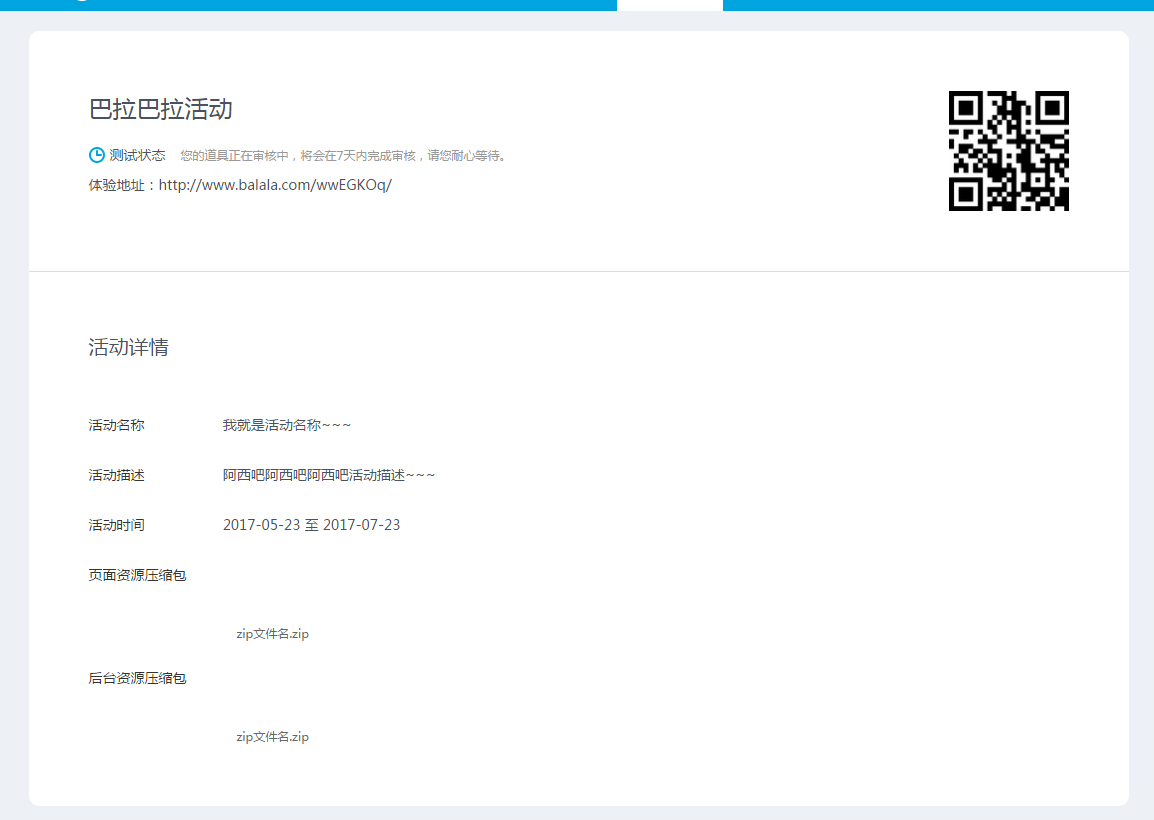 巴拉巴拉活动
测试状态 您的道具正在审核中，将会在7天内完成审核，请您耐心等待。
体验地址：http://www.balala.com/wwEGKOq/
活动详情
活动名称 我就是活动名称~~~
活动描述 阿西吧阿西吧阿西吧活动描述~~~
活动时间 2017-05-23 至 2017-07-23
页面资源压缩包
zip文件名.zip
后台资源压缩包
zip文件名.zip